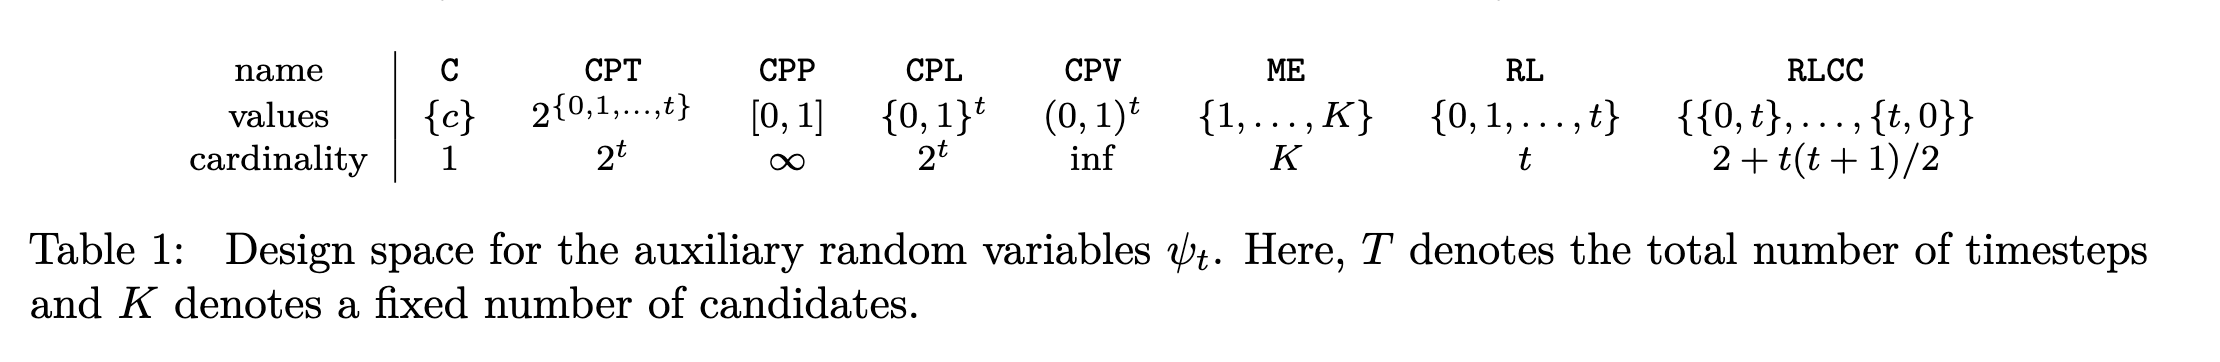 name C CPT CPP CPL CPV ME RL RLCC
values {c} 2^{0,1,...,t} [0, 1] {0, 1}^t (0, 1)^t {1, . . . , K} {0, 1, . . . , t} {{0, t}, . . . , {t, 0}}
cardinality 1 2^t ∞ 2^t inf K t 2 + t(t + 1)/2
Table 1: Design space for the auxiliary random variables ψ_t. Here, T denotes the total number of timesteps
and K denotes a fixed number of candidates.